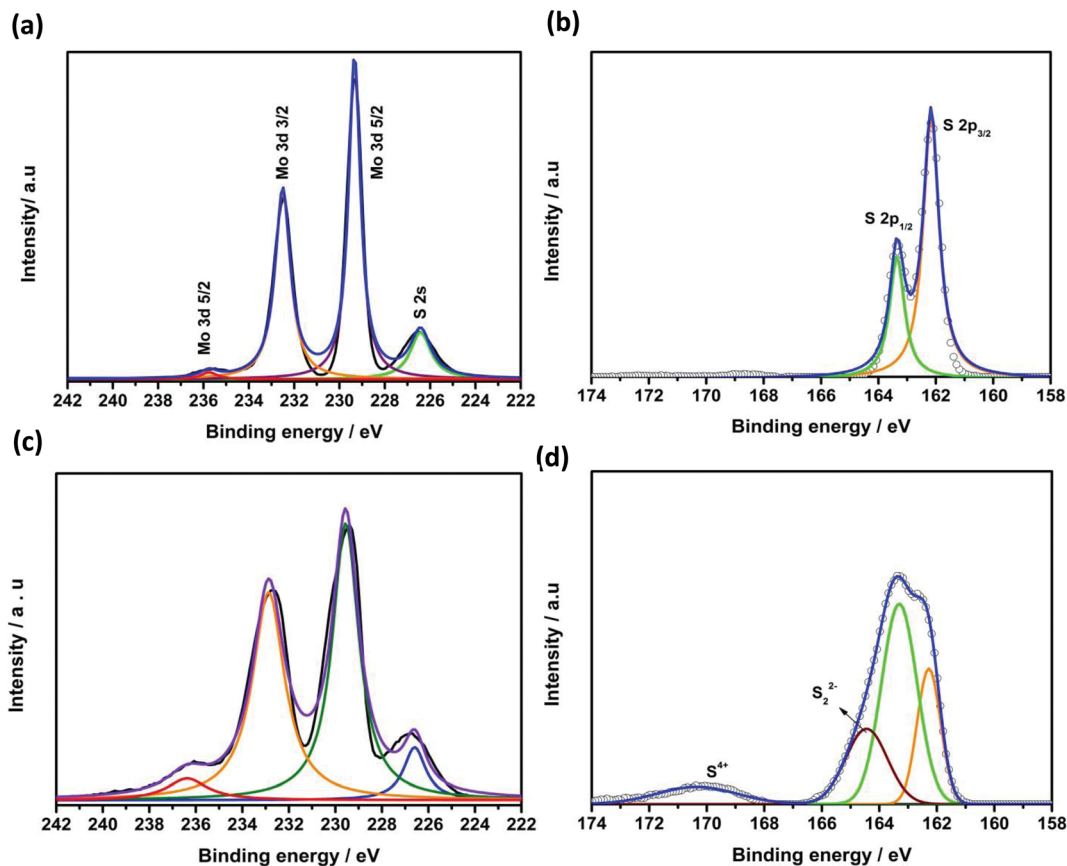 (a)
Intensity/ a.u
Mo 3d 5/2
Mo 3d 3/2
Mo 3d 5/2
S 2s
242 240 238 236 234 232 230 228 226 224 222
Binding energy / eV
(b)
Intensity / a.u
S 2p1/2
S 2p3/2
174 172 170 168 166 164 162 160 158
Binding energy / eV
(c)
Intensity / a . u
242 240 238 236 234 232 230 228 226 224 222
Binding energy / eV
(d)
Intensity / a.u
S4+
S2 2-
174 172 170 168 166 164 162 160 158
Binding energy / eV